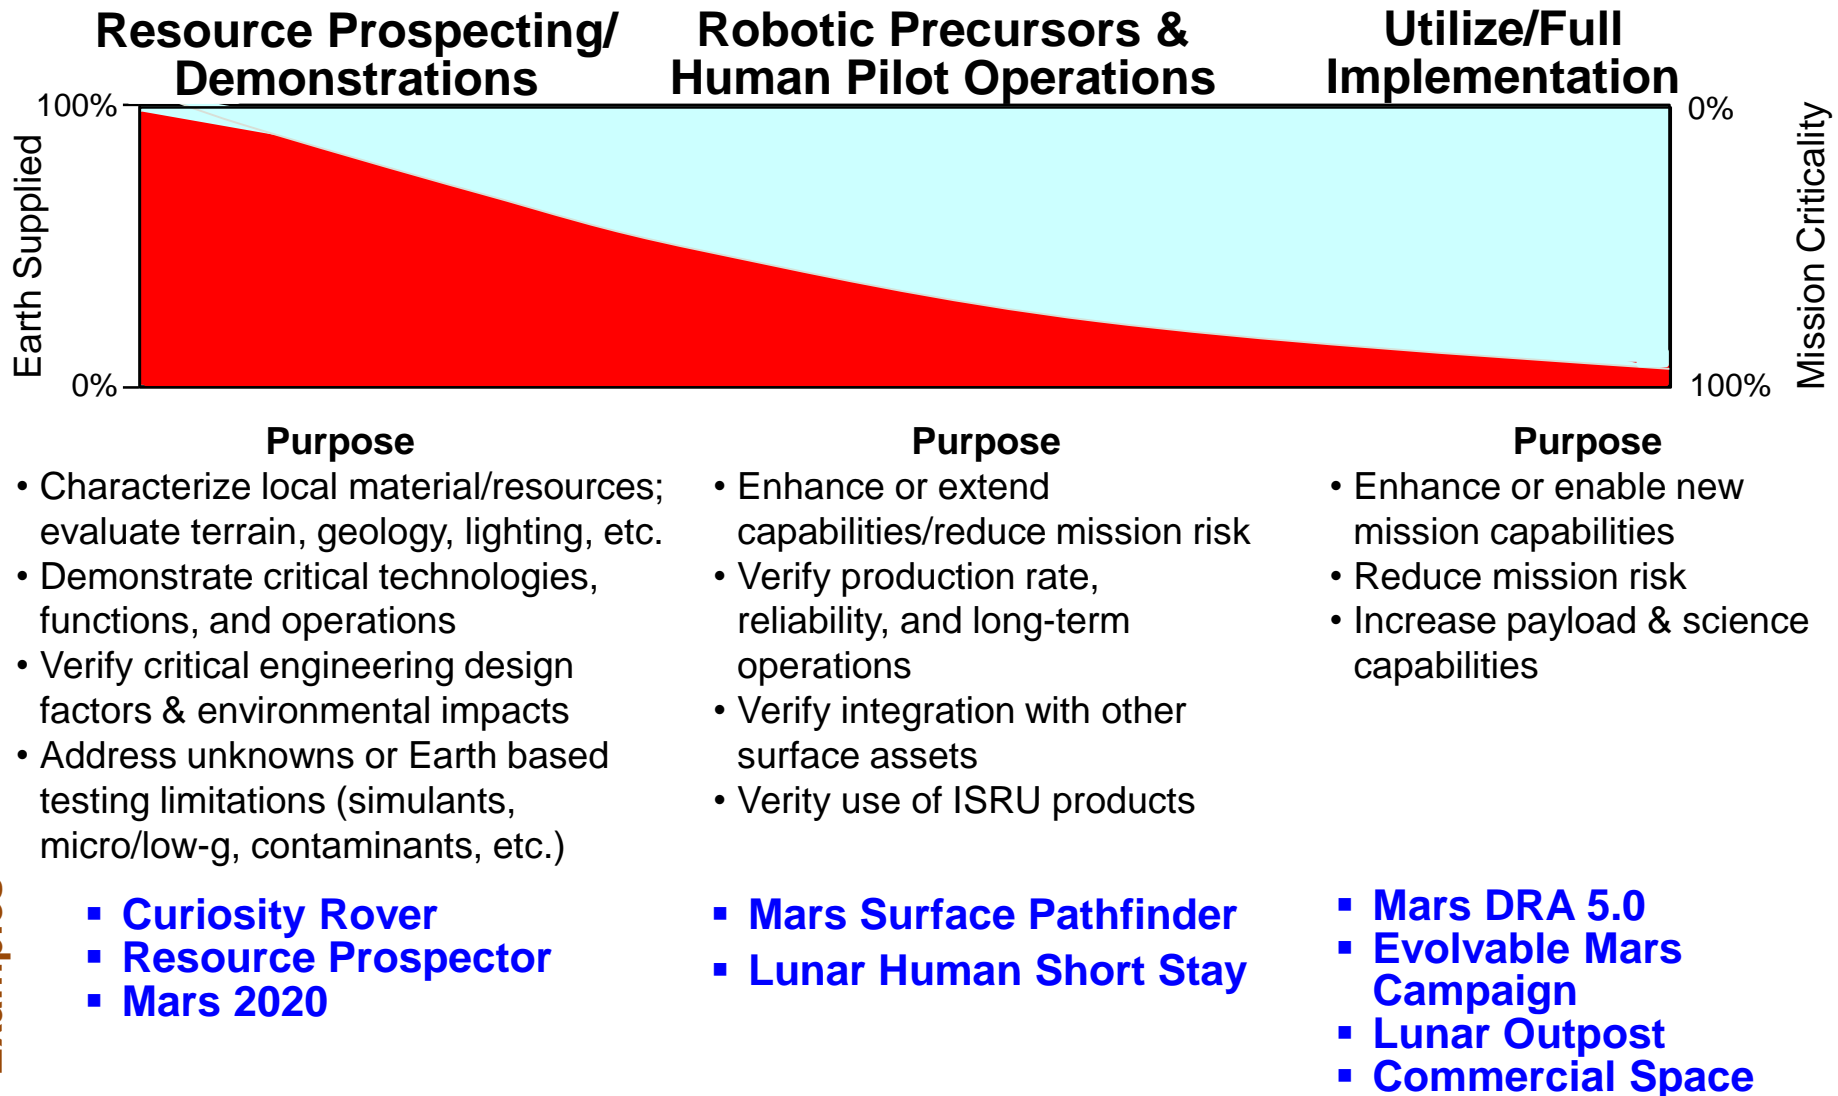 Resource Prospecting/
Demonstrations
Robotic Precursors &
Human Pilot Operations
Utilize/Full
Implementation
100%
0%
Earth Supplied
0%
100%
Mission Criticality
Purpose
• Characterize local material/resources;
evaluate terrain, geology, lighting, etc.
• Demonstrate critical technologies,
functions, and operations
• Verify critical engineering design
factors & environmental impacts
• Address unknowns or Earth based
testing limitations (simulants,
micro/low-g, contaminants, etc.)
Purpose
• Enhance or extend
capabilities/reduce mission risk
• Verify production rate,
reliability, and long-term
operations
• Verify integration with other
surface assets
• Verity use of ISRU products
Purpose
• Enhance or enable new
mission capabilities
• Reduce mission risk
• Increase payload & science
capabilities
▪ Curiosity Rover
▪ Resource Prospector
▪ Mars 2020
▪ Mars Surface Pathfinder
▪ Lunar Human Short Stay
▪ Mars DRA 5.0
▪ Evolvable Mars
Campaign
▪ Lunar Outpost
▪ Commercial Space